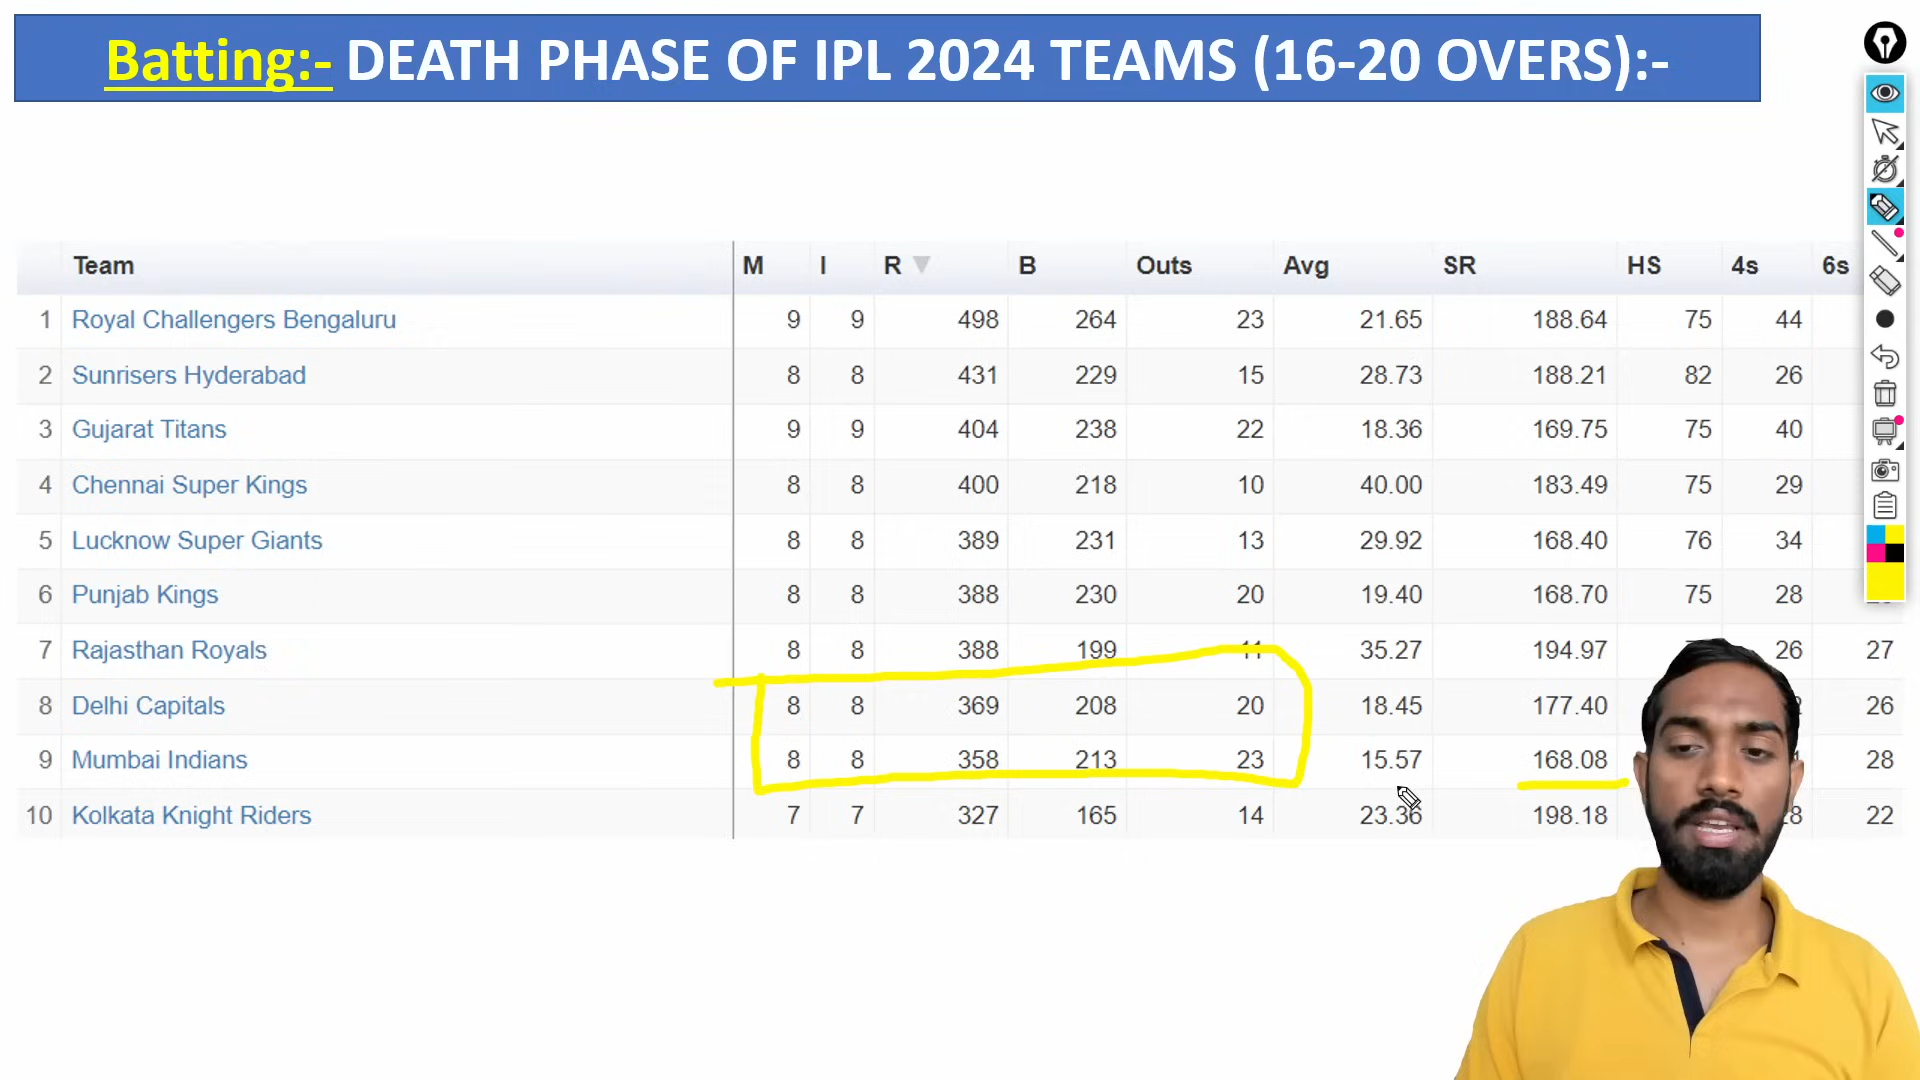 Batting:- DEATH PHASE OF IPL 2024 TEAMS (16-20 OVERS):-
Team M I R B Outs Avg SR HS 4s 6s
1 Royal Challengers Bengaluru 9 9 498 264 23 21.65 188.64 75 44
2 Sunrisers Hyderabad 8 8 431 229 15 28.73 188.21 82 26
3 Gujarat Titans 9 9 404 238 22 18.36 169.75 75 40
4 Chennai Super Kings 8 8 400 218 10 40.00 183.49 75 29
5 Lucknow Super Giants 8 8 389 231 13 29.92 168.40 76 34
6 Punjab Kings 8 8 388 230 20 19.40 168.70 75 28
7 Rajasthan Royals 8 8 388 199 11 35.27 194.97 26 27
8 Delhi Capitals 8 8 369 208 20 18.45 177.40 26
9 Mumbai Indians 8 8 358 213 23 15.57 168.08 28
10 Kolkata Knight Riders 7 7 327 165 14 23.36 198.18 22